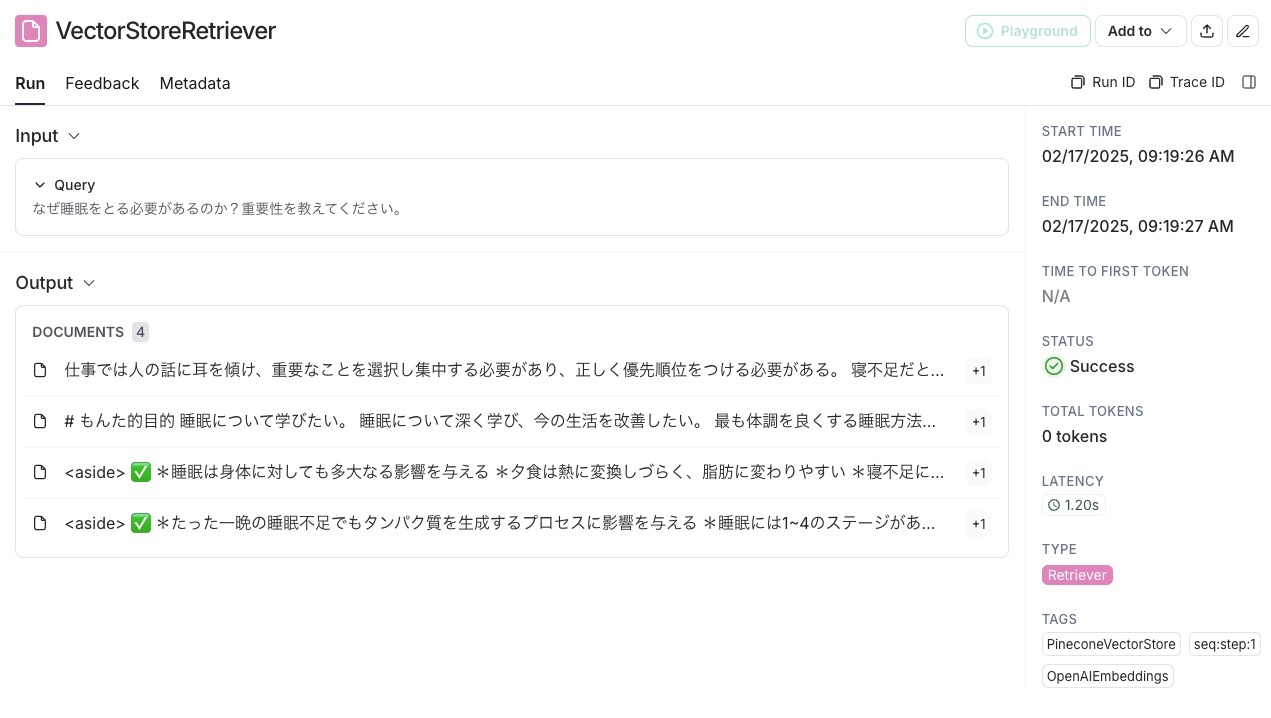 VectorStoreRetriever
Playground
Add to
Run Feedback Metadata
Run ID Trace ID
Input
Query
なぜ睡眠をとる必要があるのか？重要性を教えてください。
Output
DOCUMENTS 4
仕事では人の話に耳を傾け、重要なことを選択し集中する必要があり、正しく優先順位をつける必要がある。 寝不足だと... +1
# もんた的目的 睡眠について学びたい。 睡眠について深く学び、今の生活を改善したい。 最も体調を良くする睡眠方法... +1
<aside> ✅ ＊睡眠は身体に対しても多大なる影響を与える ＊夕食は熱に変換しづらく、脂肪に変わりやすい ＊寝不足に... +1
<aside> ✅ ＊たった一晩の睡眠不足でもタンパク質を生成するプロセスに影響を与える ＊睡眠には1~4のステージがあ... +1
START TIME
02/17/2025, 09:19:26 AM
END TIME
02/17/2025, 09:19:27 AM
TIME TO FIRST TOKEN
N/A
STATUS
Success
TOTAL TOKENS
0 tokens
LATENCY
1.20s
TYPE
Retriever
TAGS
PineconeVectorStore seq:step:1
OpenAIEmbeddings